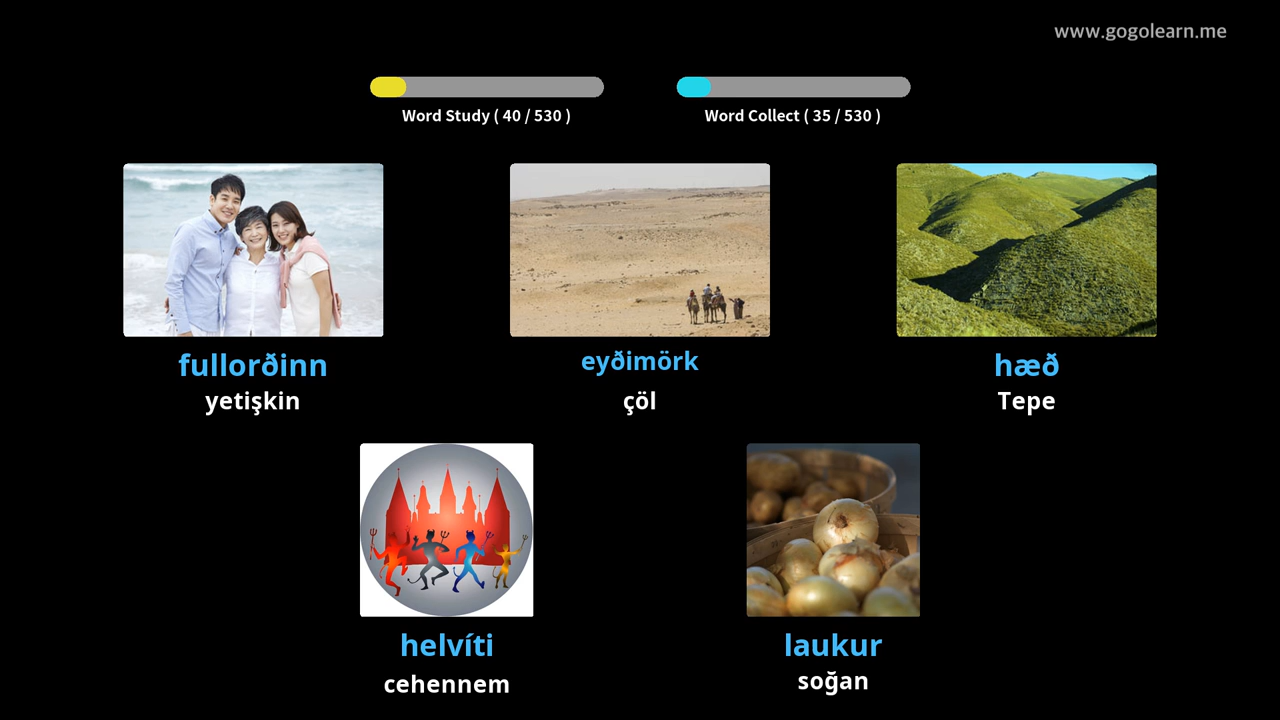 www.gogolearn.me
Word Study ( 40 / 530 )
Word Collect ( 35 / 530 )
fullorðinn
yetişkin
eyðimörk
çöl
hæð
Tepe
helvíti
cehennem
laukur
soğan